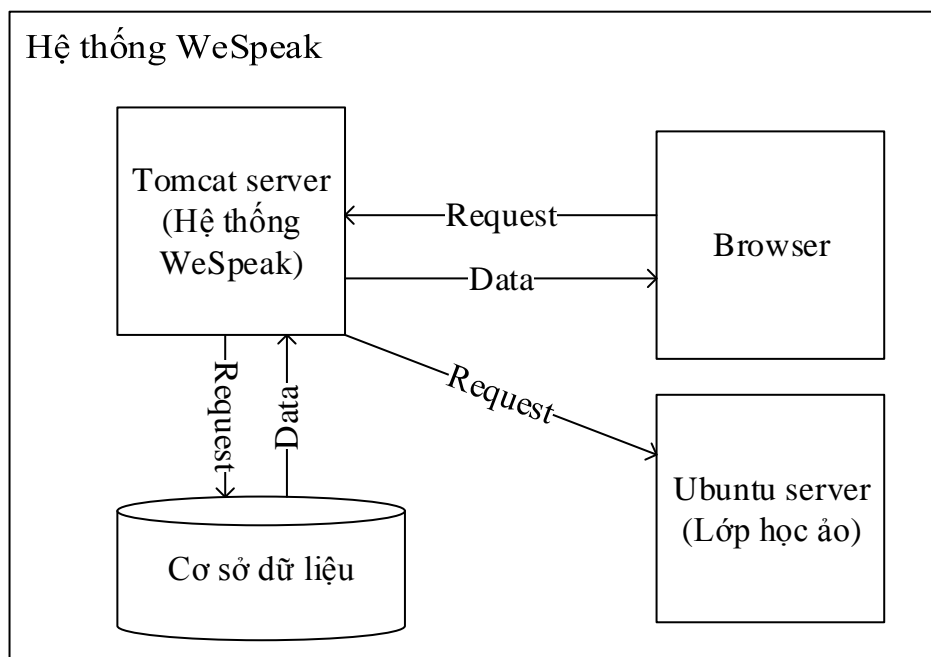 Hệ thống WeSpeak
Tomcat server
(Hệ thống
WeSpeak)
Request
Data
Browser
Request
Data
Request
Ubuntu server
(Lớp học ảo)
Cơ sở dữ liệu